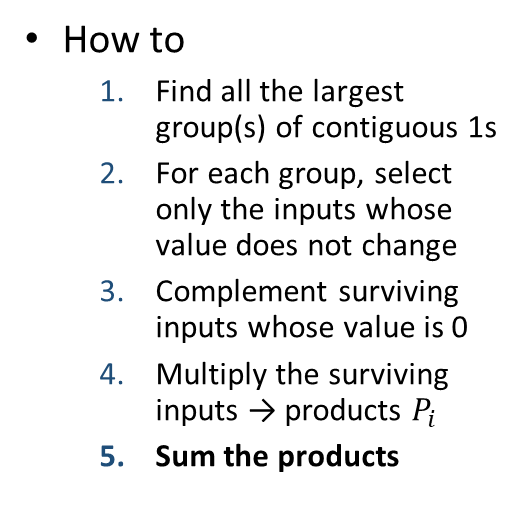 • How to
1. Find all the largest
group(s) of contiguous 1s
2. For each group, select
only the inputs whose
value does not change
3. Complement surviving
inputs whose value is 0
4. Multiply the surviving
inputs → products Pᵢ
5. Sum the products